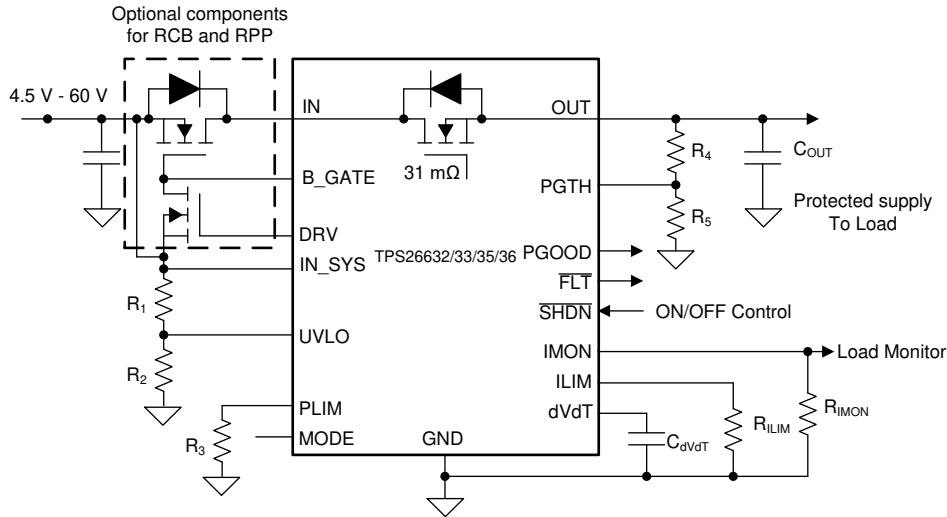 Optional components
for RCB and RPP
4.5 V - 60 V
IN
OUT
R4
COUT
31 mΩ
B_GATE
PGTH
Protected supply
To Load
R5
DRV
TPS26632/33/35/36
PGOOD
IN_SYS
FLT
R1
SHDN
ON/OFF Control
UVLO
IMON
Load Monitor
R2
ILIM
PLIM
dVdT
RIMON
R3
MODE
GND
CdVdT
RILIM